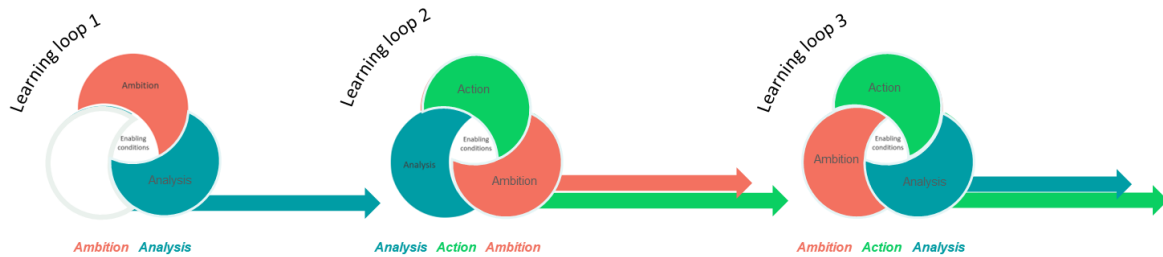 Learning loop 1
Ambition
Enabling
conditions
Analysis
Ambition Analysis
Learning loop 2
Action
Enabling
conditions
Analysis
Ambition
Analysis Action Ambition
Learning loop 3
Action
Enabling
conditions
Ambition
Analysis
Ambition Action Analysis